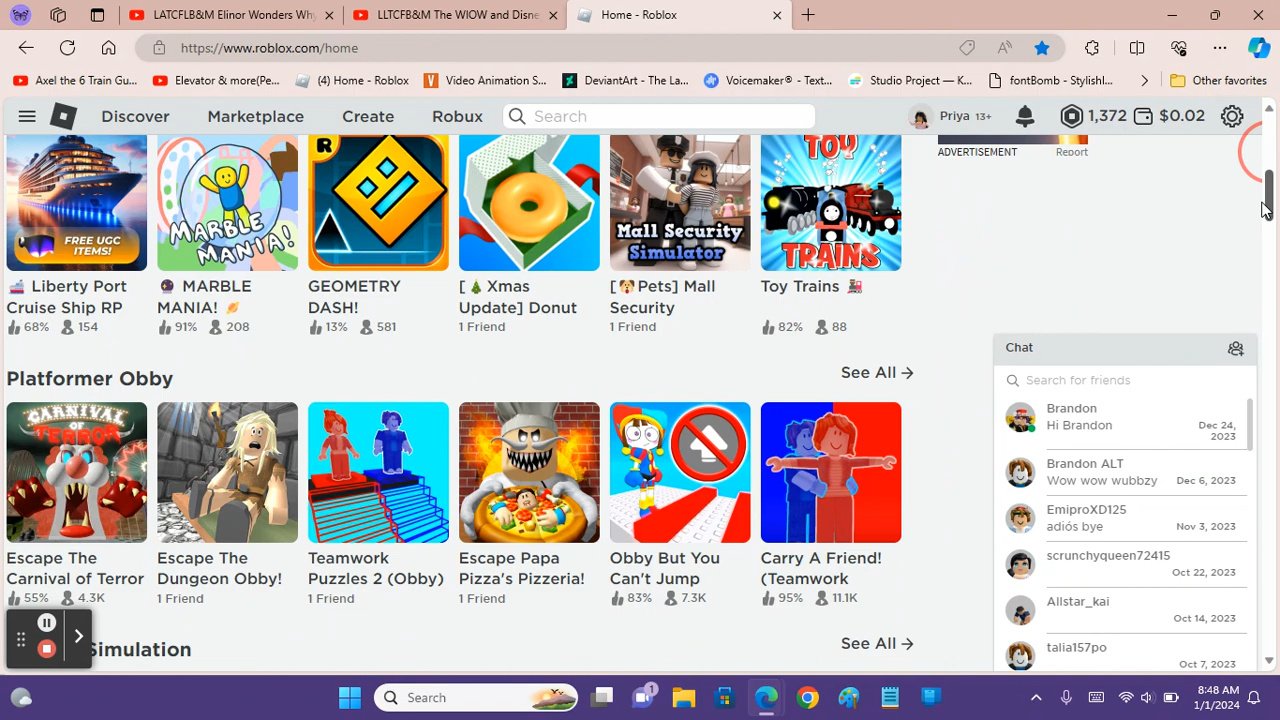 LATCFLB&M Elinor Wonders Why
LLTCFB&M The WIOW and Disne
Home - Roblox
https://www.roblox.com/home
Axel the 6 Train Gu...
Elevator & more(Pe...
(4) Home - Roblox
Video Animation S...
DeviantArt - The La...
Voicemaker® - Text...
Studio Project — K...
fontBomb - Stylishl...
Other favorites
Discover
Marketplace
Create
Robux
Search
Priya 13+
1,372
$0.02
ADVERTISEMENT
Report
FREE UGC
ITEMS!
MARBLE
MANIA!
R
Mall Security
Simulator
TOY
TRAINS
🚢 Liberty Port
Cruise Ship RP
68% 154
🔮 MARBLE
MANIA! 🪐
91% 208
GEOMETRY
DASH!
13% 581
[🎄Xmas
Update] Donut
1 Friend
[🐶Pets] Mall
Security
1 Friend
Toy Trains 🚂
82% 88
Platformer Obby
See All →
CARNIVAL
OF
TERROR
Escape The
Carnival of Terror
55% 4.3K
Escape The
Dungeon Obby!
1 Friend
Teamwork
Puzzles 2 (Obby)
1 Friend
Escape Papa
Pizza's Pizzeria!
1 Friend
Obby But You
Can't Jump
83% 7.3K
Carry A Friend!
(Teamwork
95% 11.1K
Simulation
See All →
Chat
Search for friends
Brandon
Hi Brandon
Dec 24,
2023
Brandon ALT
Wow wow wubbzy
Dec 6, 2023
EmiproXD125
adiós bye
Nov 3, 2023
scrunchyqueen72415
Oct 22, 2023
Allstar_kai
Oct 14, 2023
talia157po
Oct 7, 2023
Search
1
8:48 AM
1/1/2024